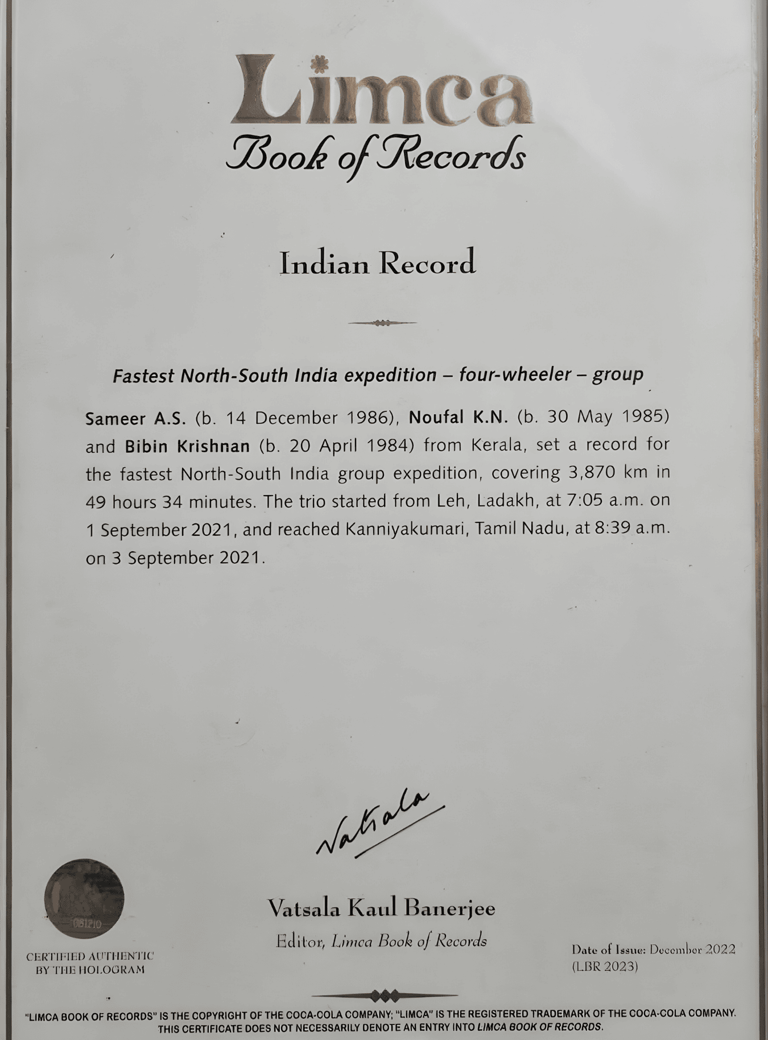 Limca
Book of Records
Indian Record
Fastest North-South India expedition – four-wheeler – group
Sameer A.S. (b. 14 December 1986), Noufal K.N. (b. 30 May 1985)
and Bibin Krishnan (b. 20 April 1984) from Kerala, set a record for
the fastest North-South India group expedition, covering 3,870 km in
49 hours 34 minutes. The trio started from Leh, Ladakh, at 7:05 a.m. on
1 September 2021, and reached Kanniyakumari, Tamil Nadu, at 8:39 a.m.
on 3 September 2021.
Vatsala
Vatsala Kaul Banerjee
Editor, Limca Book of Records
CERTIFIED AUTHENTIC
BY THE HOLOGRAM
Date of Issue: December 2022
(LBR 2023)
"LIMCA BOOK OF RECORDS" IS THE COPYRIGHT OF THE COCA-COLA COMPANY; "LIMCA" IS THE REGISTERED TRADEMARK OF THE COCA-COLA COMPANY.
THIS CERTIFICATE DOES NOT NECESSARILY DENOTE AN ENTRY INTO LIMCA BOOK OF RECORDS.